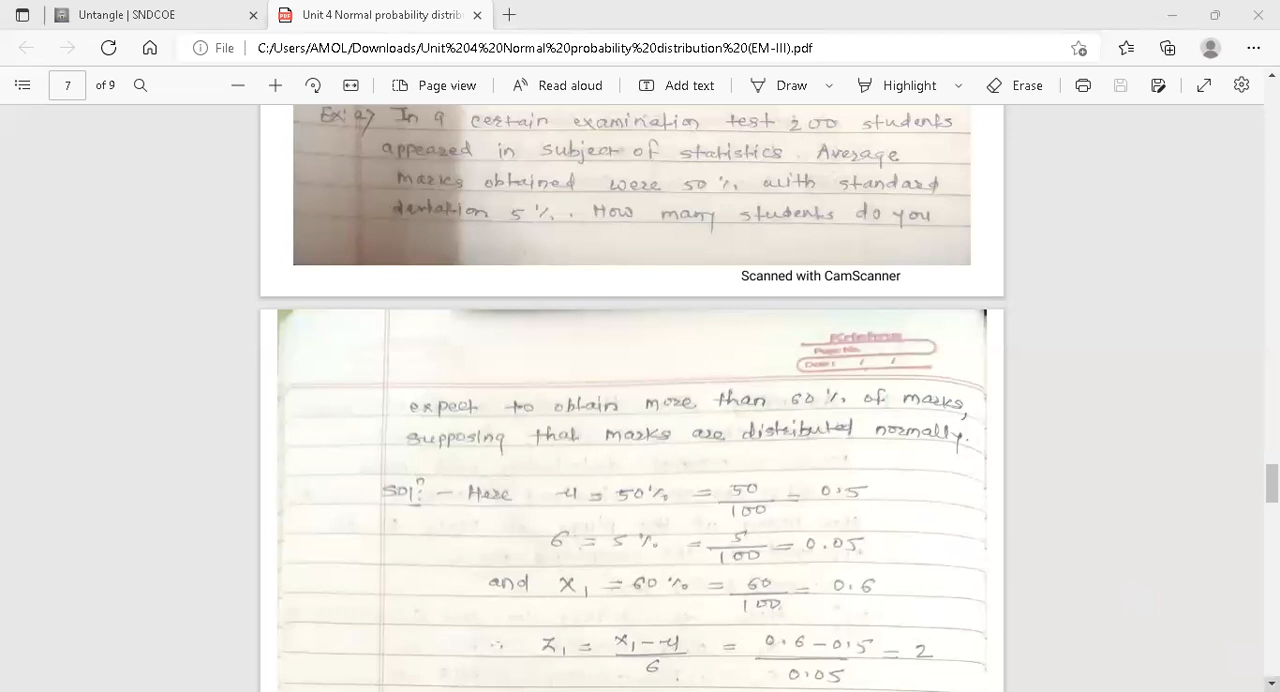 Untangle | SNDCOE
Unit 4 Normal probability distrib
File
C:/Users/AMOL/Downloads/Unit%204%20Normal%20probability%20distribution%20(EM-III).pdf
7 of 9
Page view
Read aloud
Add text
Draw
Highlight
Erase
Ex: a) In a certain examination test 200 students
appeared in subject of statistics. Average
marks obtained were 50% with standard
deviation 5%. How many students do you
Scanned with CamScanner
Krishna
Page No.
Date: / /
expect to obtain more than 60% of marks,
supposing that marks are distributed normally.
Solⁿ: - Here μ = 50% = 50/100 = 0.5
σ = 5% = 5/100 = 0.05
and x₁ = 60% = 60/100 = 0.6
∴ z₁ = x₁-μ/σ = 0.6-0.5/0.05 = 2